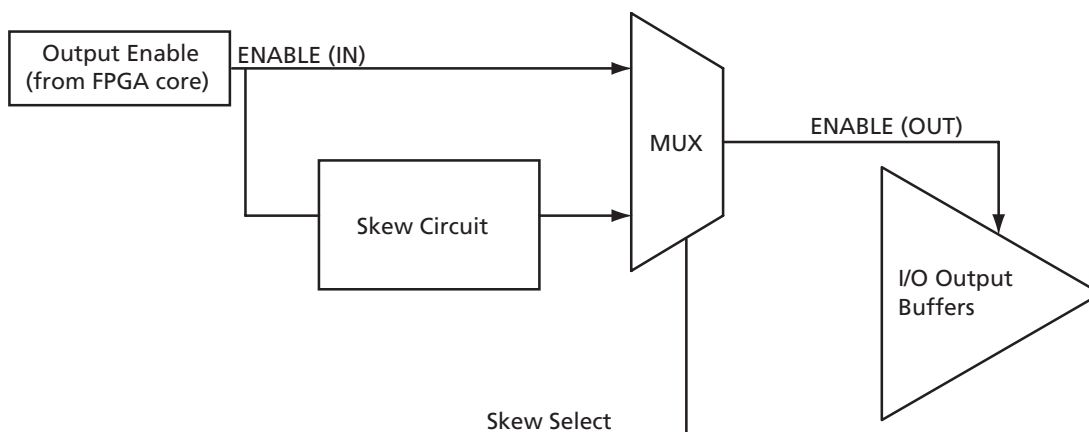 Output Enable
(from FPGA core)
ENABLE (IN)
MUX
ENABLE (OUT)
Skew Circuit
I/O Output
Buffers
Skew Select